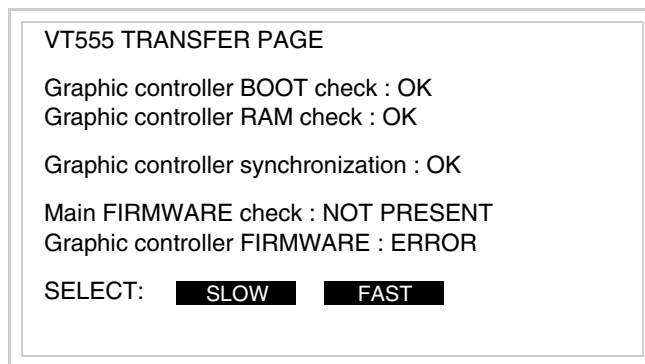 VT555 TRANSFER PAGE
Graphic controller BOOT check : OK
Graphic controller RAM check : OK
Graphic controller synchronization : OK
Main FIRMWARE check : NOT PRESENT
Graphic controller FIRMWARE : ERROR
SELECT: SLOW FAST